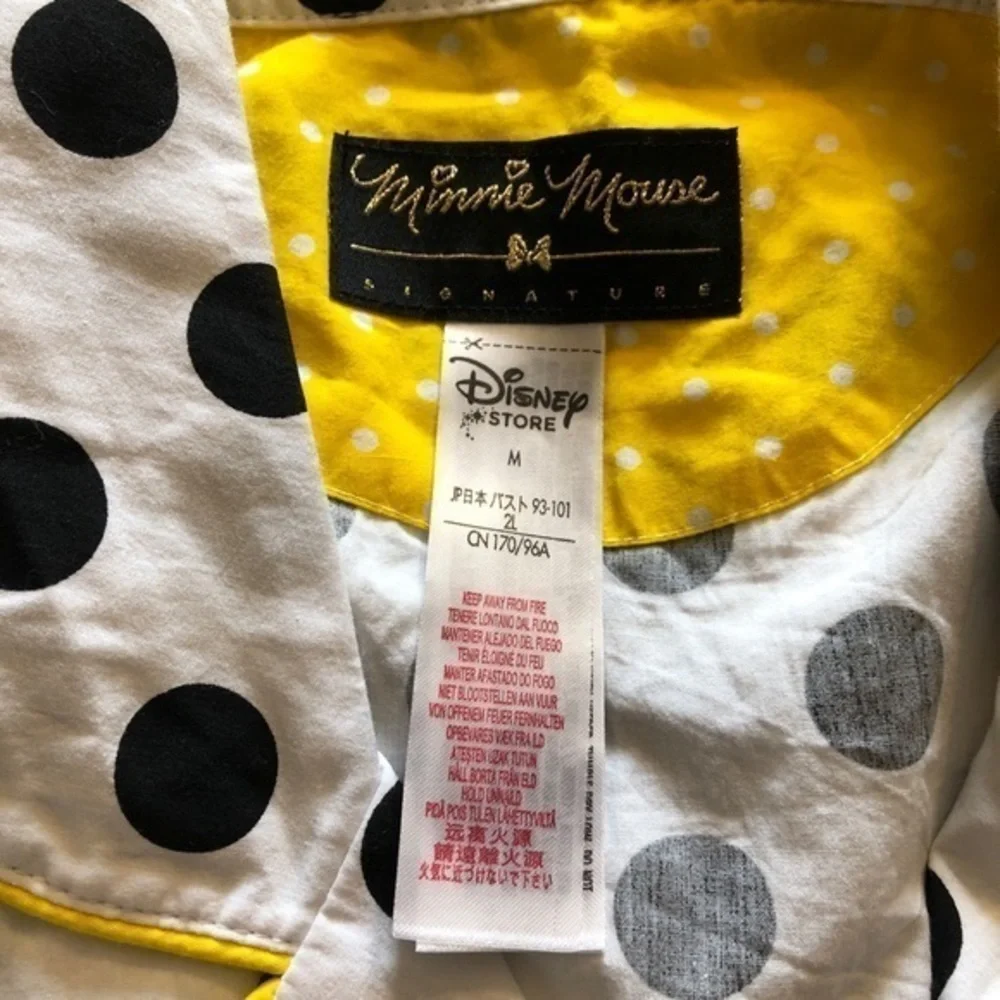 Minnie Mouse
SIGNATURE
Disney
STORE
M
JP日本 バスト 93-101
2L
CN 170/96A
KEEP AWAY FROM FIRE
TENERE LONTANO DAL FUOCO
MANTENER ALEJADO DEL FUEGO
TENIR ÉLOIGNÉ DU FEU
MANTER AFASTADO DO FOGO
NIET BLOOTSTELLEN AAN VUUR
VON OFFENEM FEUER FERNHALTEN
OPBEVARES VÆK FRA ILD
ATEŞTEN UZAK TUTUN
HÅLL BORTA FRÅN ELD
HOLD UNNA ILD
PIDÄ POIS TULEN LÄHETTYVILTÄ
远离火源
請遠離火源
火気に近づけないで下さい